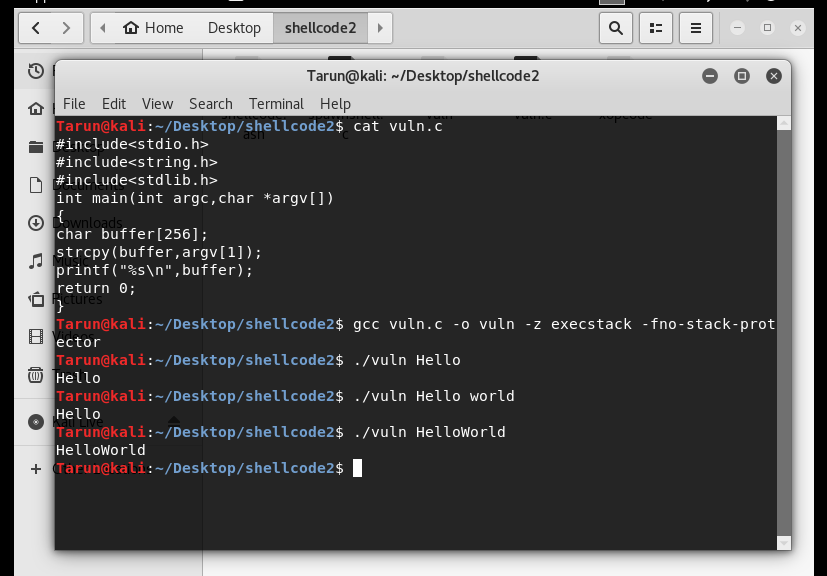 Home Desktop shellcode2
Tarun@kali: ~/Desktop/shellcode2
File Edit View Search Terminal Help
Tarun@kali:~/Desktop/shellcode2$ cat vuln.c
#include<stdio.h>
#include<string.h>
#include<stdlib.h>
int main(int argc,char *argv[])
{
char buffer[256];
strcpy(buffer,argv[1]);
printf("%s\n",buffer);
return 0;
}
Tarun@kali:~/Desktop/shellcode2$ gcc vuln.c -o vuln -z execstack -fno-stack-prot
ector
Tarun@kali:~/Desktop/shellcode2$ ./vuln Hello
Hello
Tarun@kali:~/Desktop/shellcode2$ ./vuln Hello world
Hello
Tarun@kali:~/Desktop/shellcode2$ ./vuln HelloWorld
HelloWorld
Tarun@kali:~/Desktop/shellcode2$
Downloads
Pictures